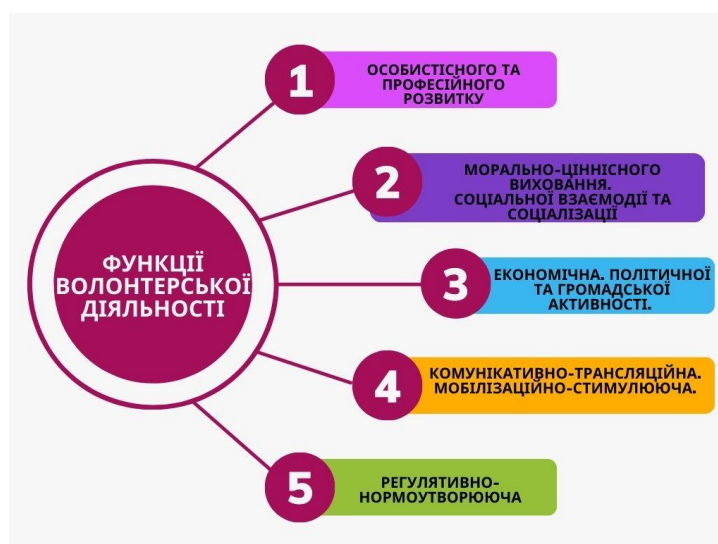 ФУНКЦІЇ
ВОЛОНТЕРСЬКОЇ
ДІЯЛЬНОСТІ
1
ОСОБИСТІСНОГО ТА
ПРОФЕСІЙНОГО
РОЗВИТКУ
2
МОРАЛЬНО-ЦІННІСНОГО
ВИХОВАННЯ.
СОЦІАЛЬНОЇ ВЗАЄМОДІЇ ТА
СОЦІАЛІЗАЦІЇ
3
ЕКОНОМІЧНА. ПОЛІТИЧНОЇ
ТА ГРОМАДСЬКОЇ
АКТИВНОСТІ.
4
КОМУНІКАТИВНО-ТРАНСЛЯЦІЙНА.
МОБІЛІЗАЦІЙНО-СТИМУЛЮЮЧА.
5
РЕГУЛЯТИВНО-
НОРМОУТВОРЮЮЧА